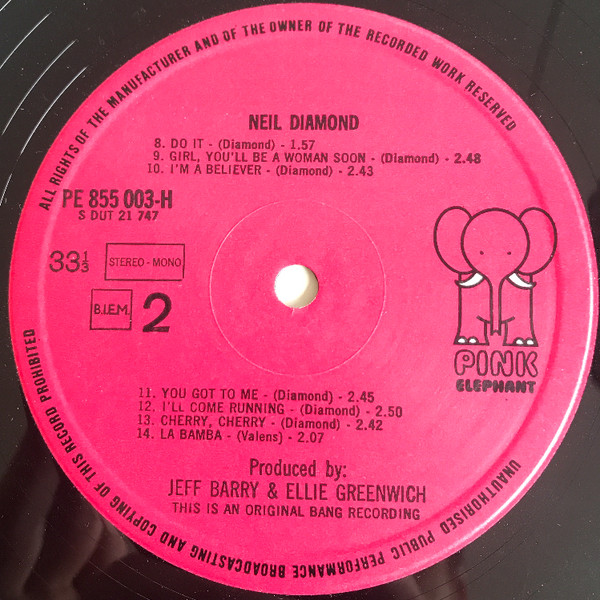 ALL RIGHTS OF THE MANUFACTURER AND OF THE OWNER OF THE RECORDED WORK RESERVED
NEIL DIAMOND
8. DO IT - (Diamond) - 1.57
9. GIRL, YOU'LL BE A WOMAN SOON - (Diamond) - 2.48
10. I'M A BELIEVER - (Diamond) - 2.43
PE 855 003-H
S DUT 21 747
33⅓
STEREO - MONO
B.I.E.M.
2
PINK
ELEPHANT
11. YOU GOT TO ME - (Diamond) - 2.45
12. I'LL COME RUNNING - (Diamond) - 2.50
13. CHERRY, CHERRY - (Diamond) - 2.42
14. LA BAMBA - (Valens) - 2.07
Produced by:
JEFF BARRY & ELLIE GREENWICH
THIS IS AN ORIGINAL BANG RECORDING
UNAUTHORISED PUBLIC PERFORMANCE BROADCASTING AND COPYING OF THIS RECORD PROHIBITED